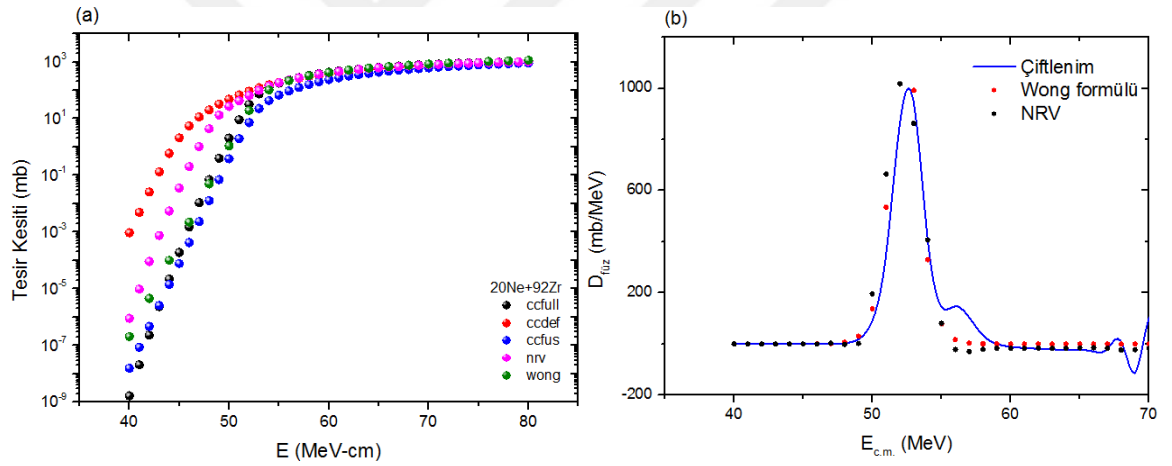 (a)
Tesir Kesiti (mb)
10^3
10^1
10^-1
10^-3
10^-5
10^-7
10^-9
20Ne+92Zr
ccfull
ccdef
ccfus
nrv
wong
40 50 60 70 80
E (MeV-cm)
(b)
D_füz (mb/MeV)
1000
600
200
-200
Çiftlenim
Wong formülü
NRV
40 50 60 70
E_c.m. (MeV)